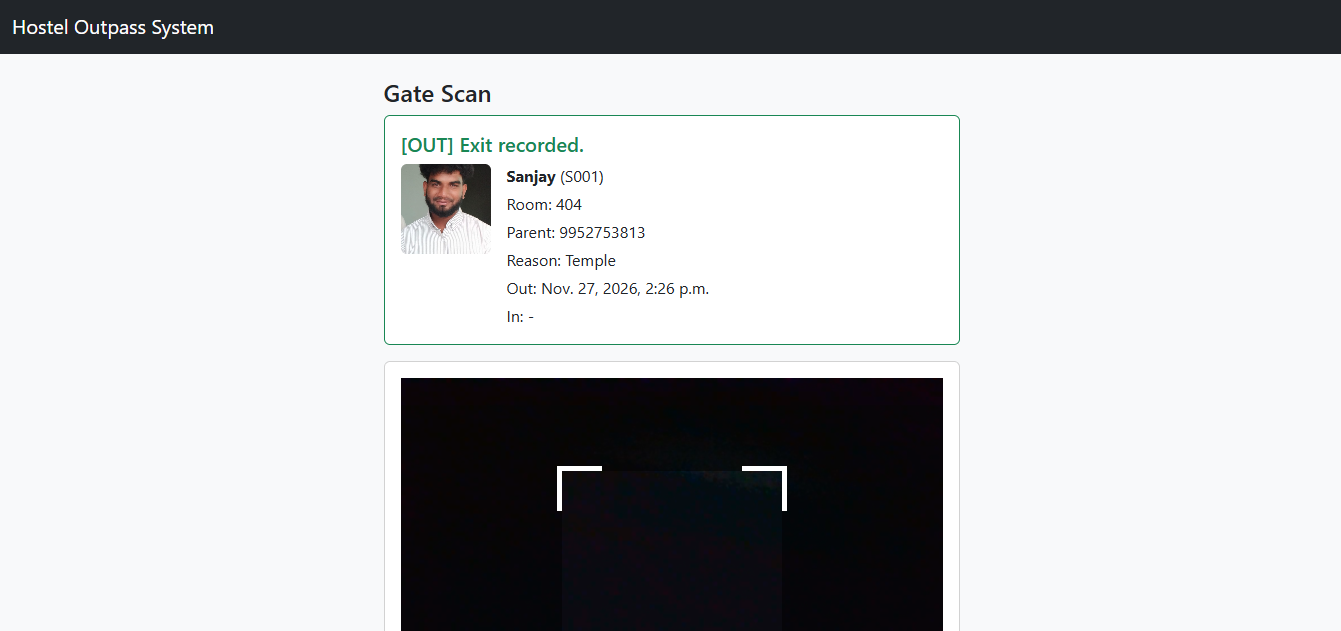 Hostel Outpass System
Gate Scan
[OUT] Exit recorded.
Sanjay (S001)
Room: 404
Parent: 9952753813
Reason: Temple
Out: Nov. 27, 2026, 2:26 p.m.
In: -